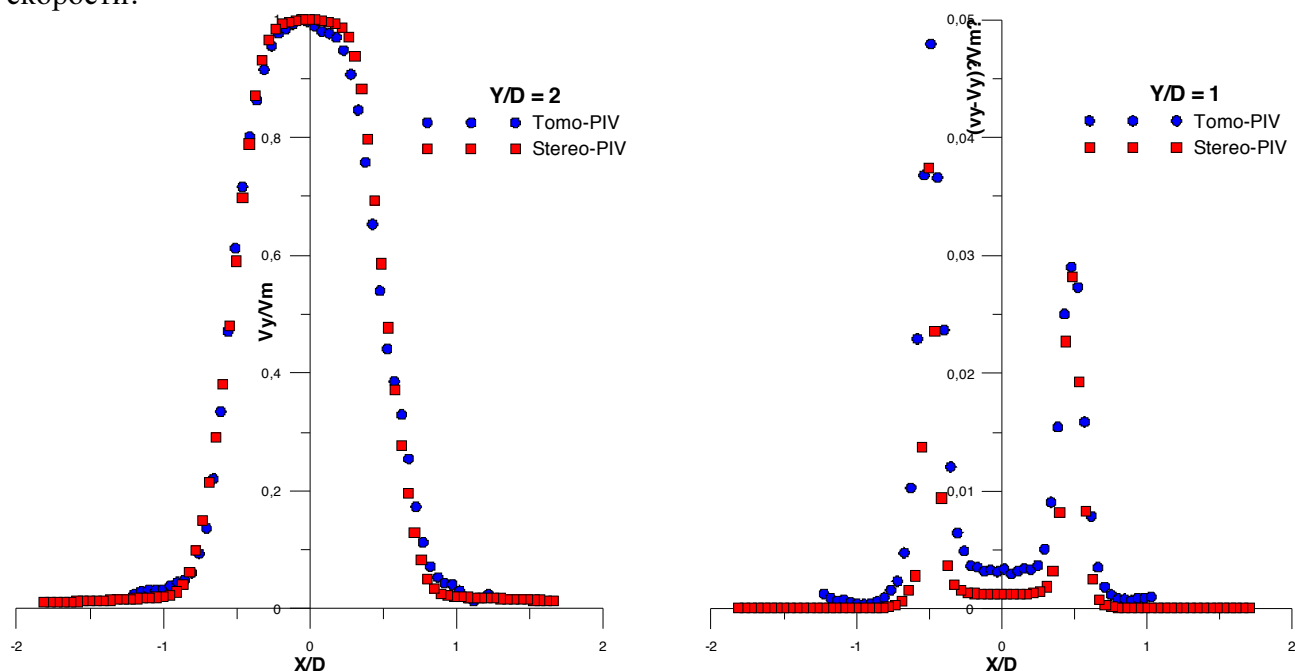 скорости.
1
0,8
0,6
0,4
0,2
0
-2
-1
0
1
2
X/D
Vy/Vm
Y/D = 2
Tomo-PIV
Stereo-PIV
0,05
0,04
0,03
0,02
0,01
0
-2
-1
0
1
2
X/D
(vy-Vy)?Vm?
Y/D = 1
Tomo-PIV
Stereo-PIV